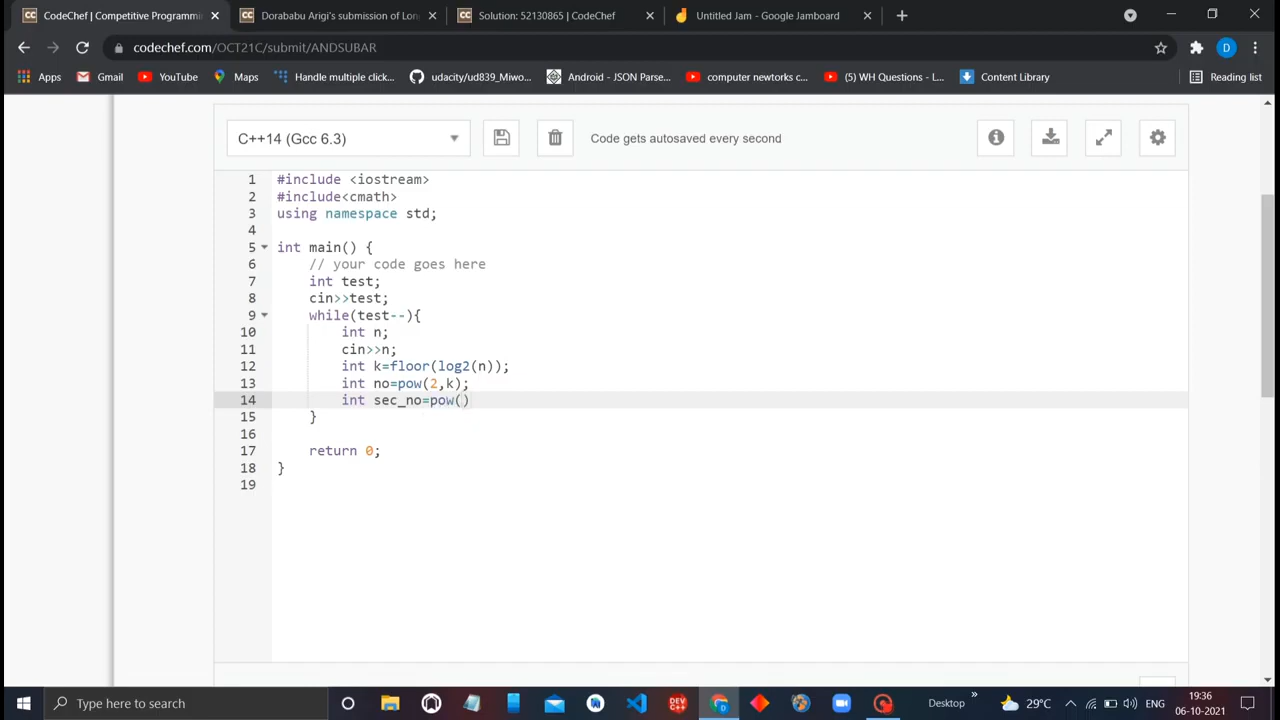 CodeChef | Competitive Programmi
Dorababu Arigi's submission of Lon
Solution: 52130865 | CodeChef
Untitled Jam - Google Jamboard
codechef.com/OCT21C/submit/ANDSUBAR
D
Apps
Gmail
YouTube
Maps
Handle multiple click...
udacity/ud839_Miwo...
Android - JSON Parse...
computer newtorks c...
(5) WH Questions - L...
Content Library
Reading list
C++14 (Gcc 6.3)
Code gets autosaved every second
1 #include <iostream>
2 #include<cmath>
3 using namespace std;
4
5 int main() {
6 // your code goes here
7 int test;
8 cin>>test;
9 while(test--){
10 int n;
11 cin>>n;
12 int k=floor(log2(n));
13 int no=pow(2,k);
14 int sec_no=pow()
15 }
16
17 return 0;
18 }
19
Type here to search
DEV C++
Desktop
29°C
ENG
19:36
06-10-2021